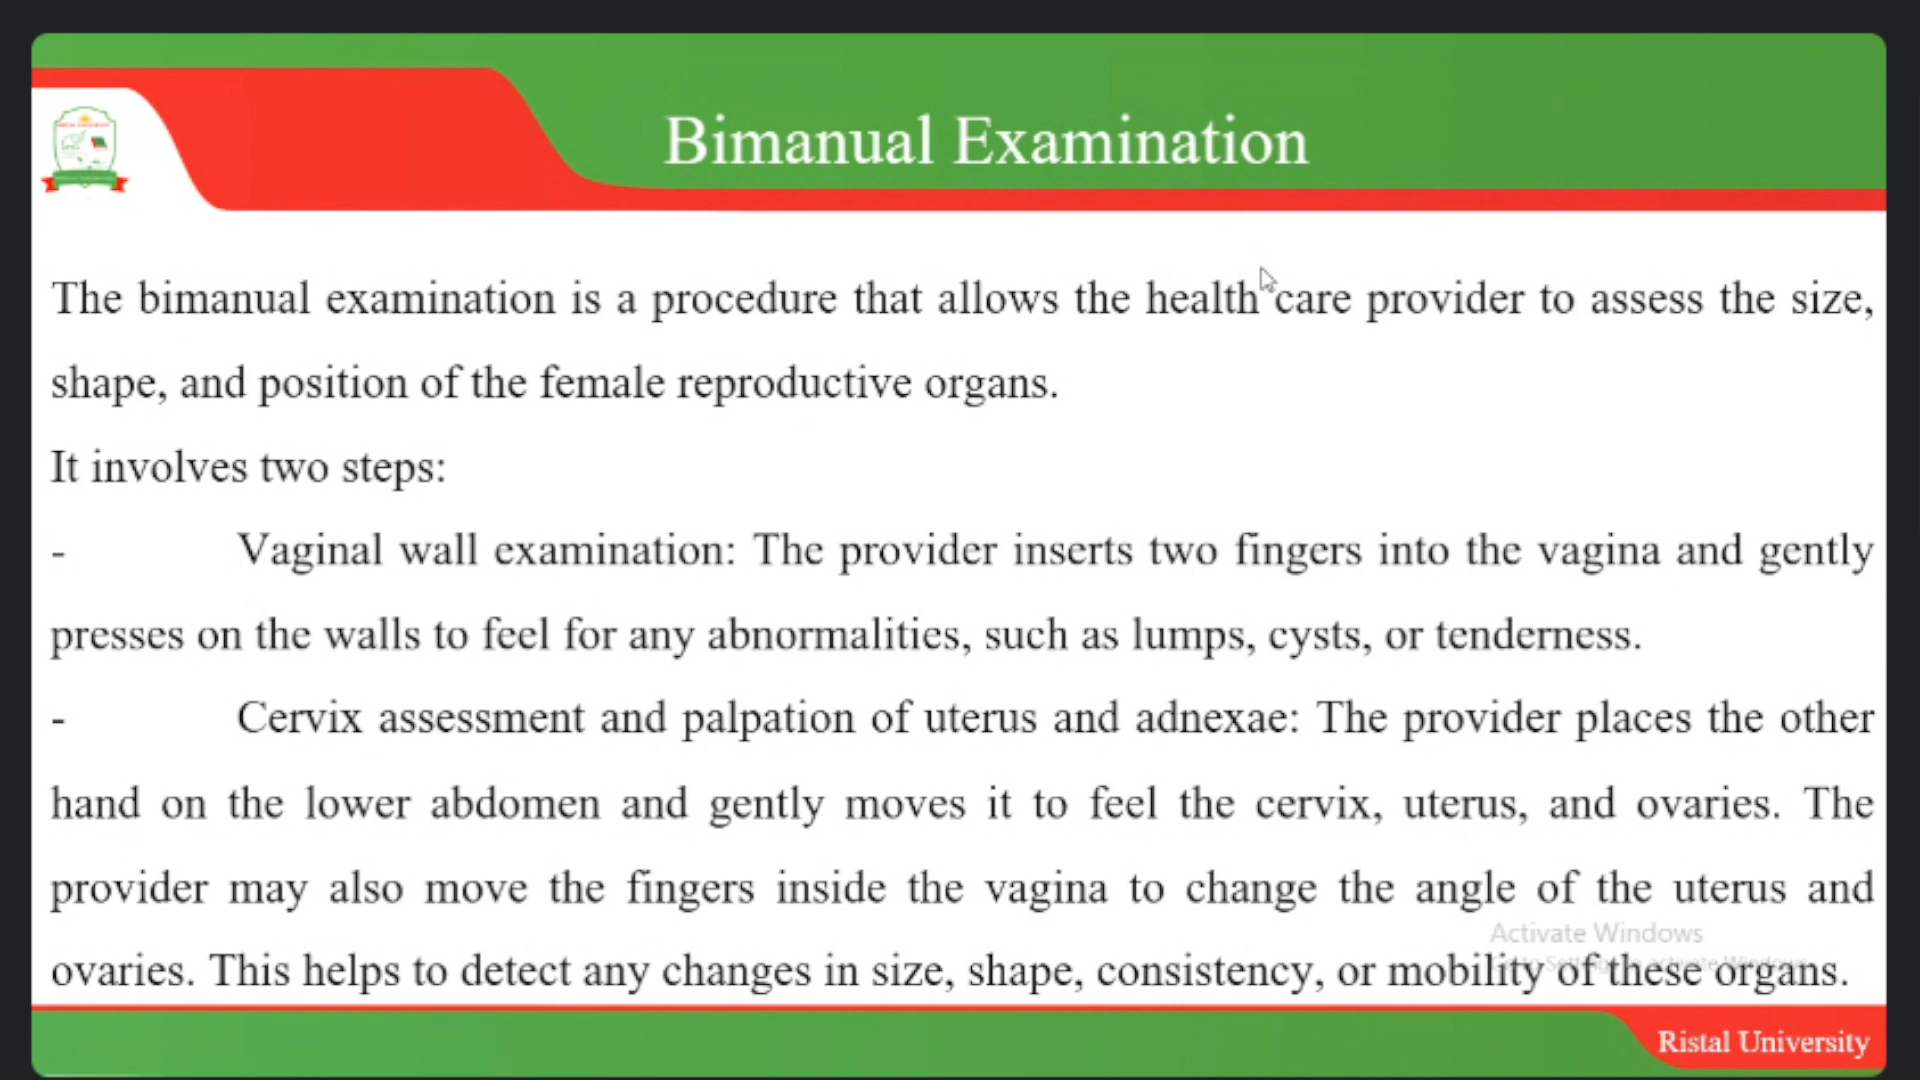 Bimanual Examination
The bimanual examination is a procedure that allows the health care provider to assess the size,
shape, and position of the female reproductive organs.
It involves two steps:
- Vaginal wall examination: The provider inserts two fingers into the vagina and gently
presses on the walls to feel for any abnormalities, such as lumps, cysts, or tenderness.
- Cervix assessment and palpation of uterus and adnexae: The provider places the other
hand on the lower abdomen and gently moves it to feel the cervix, uterus, and ovaries. The
provider may also move the fingers inside the vagina to change the angle of the uterus and
Activate Windows
ovaries. This helps to detect any changes in size, shape, consistency, or mobility of these organs.
Ristal University